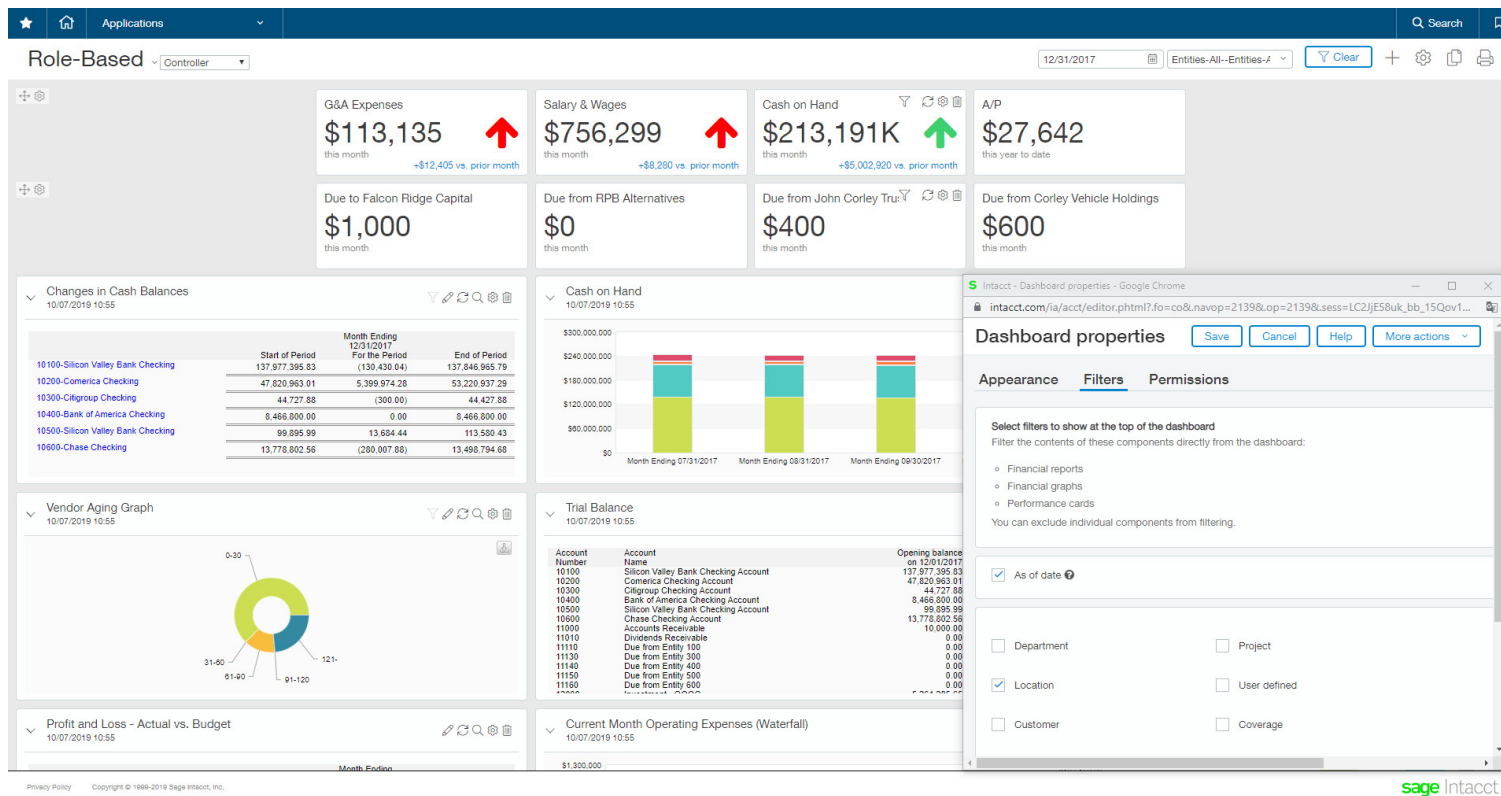 Applications
Search
Role-Based
Controller
12/31/2017
Entities-All--Entities-A
Clear
G&A Expenses
$113,135
this month
+$12,405 vs. prior month
Salary & Wages
$756,299
this month
+$8,280 vs. prior month
Cash on Hand
$213,191K
this month
+$5,002,920 vs. prior month
A/P
$27,642
this year to date
Due to Falcon Ridge Capital
$1,000
this month
Due from RPB Alternatives
$0
this month
Due from John Corley Tru
$400
this month
Due from Corley Vehicle Holdings
$600
this month
Changes in Cash Balances
10/07/2019 10:55
Month Ending
12/31/2017
Start of Period For the Period End of Period
10100-Silicon Valley Bank Checking 137,977,395.83 (130,430.04) 137,846,965.79
10200-Comerica Checking 47,820,963.01 5,399,974.28 53,220,937.29
10300-Citigroup Checking 44,727.88 (300.00) 44,427.88
10400-Bank of America Checking 8,466,800.00 0.00 8,466,800.00
10500-Silicon Valley Bank Checking 99,895.99 13,684.44 113,580.43
10600-Chase Checking 13,778,802.56 (280,007.88) 13,498,794.68
Cash on Hand
10/07/2019 10:55
$300,000,000
$240,000,000
$180,000,000
$120,000,000
$60,000,000
$0
Month Ending 07/31/2017 Month Ending 08/31/2017 Month Ending 09/30/2017
Vendor Aging Graph
10/07/2019 10:55
0-30
31-60
61-90
91-120
121-
Trial Balance
10/07/2019 10:55
Account Account Opening balance
Number Name on 12/01/2017
10100 Silicon Valley Bank Checking Account 137,977,395.83
10200 Comerica Checking Account 47,820,963.01
10300 Citigroup Checking Account 44,727.88
10400 Bank of America Checking Account 8,466,800.00
10500 Silicon Valley Bank Checking Account 99,895.99
10600 Chase Checking Account 13,778,802.56
11000 Accounts Receivable 10,000.00
11010 Dividends Receivable 0.00
11110 Due from Entity 100 0.00
11130 Due from Entity 300 0.00
11140 Due from Entity 400 0.00
11150 Due from Entity 500 0.00
11160 Due from Entity 600 0.00
Profit and Loss - Actual vs. Budget
10/07/2019 10:55
Month Ending
Current Month Operating Expenses (Waterfall)
10/07/2019 10:55
$1,300,000
S Intacct - Dashboard properties - Google Chrome
intacct.com/ia/acct/editor.phtml?.fo=co&.navop=2139&.op=2139&.sess=LC2JjE58uk_bb_15Qov1...
Dashboard properties
Save
Cancel
Help
More actions
Appearance Filters Permissions
Select filters to show at the top of the dashboard
Filter the contents of these components directly from the dashboard:
Financial reports
Financial graphs
Performance cards
You can exclude individual components from filtering.
As of date
Department Project
Location User defined
Customer Coverage
Privacy Policy Copyright © 1999-2019 Sage Intacct, Inc.
sage Intacct